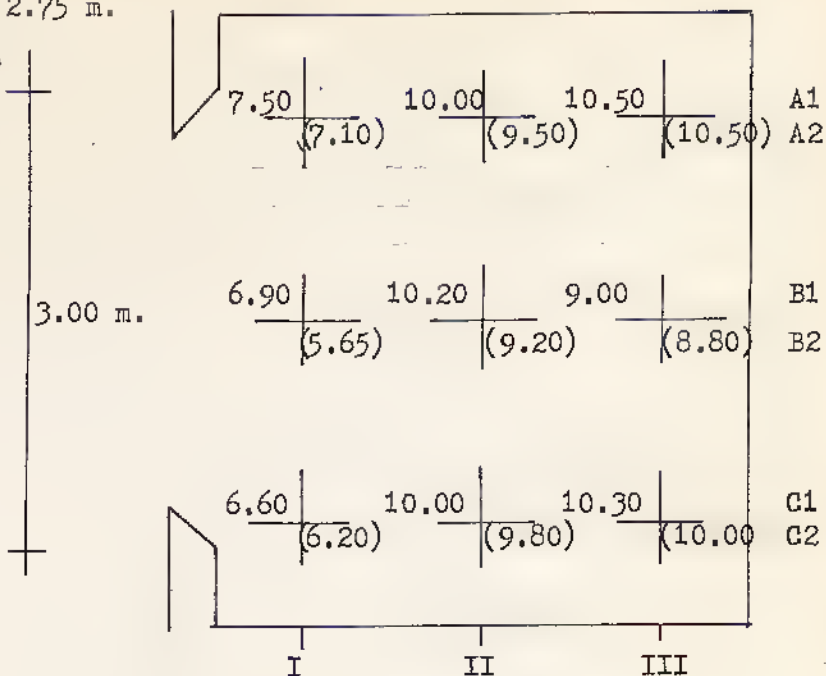 2.75 m.
7.50 10.00 10.50 A1
(7.10) (9.50) (10.50) A2
3.00 m.
6.90 10.20 9.00 B1
(5.65) (9.20) (8.80) B2
6.60 10.00 10.30 C1
(6.20) (9.80) (10.00 C2
I II III